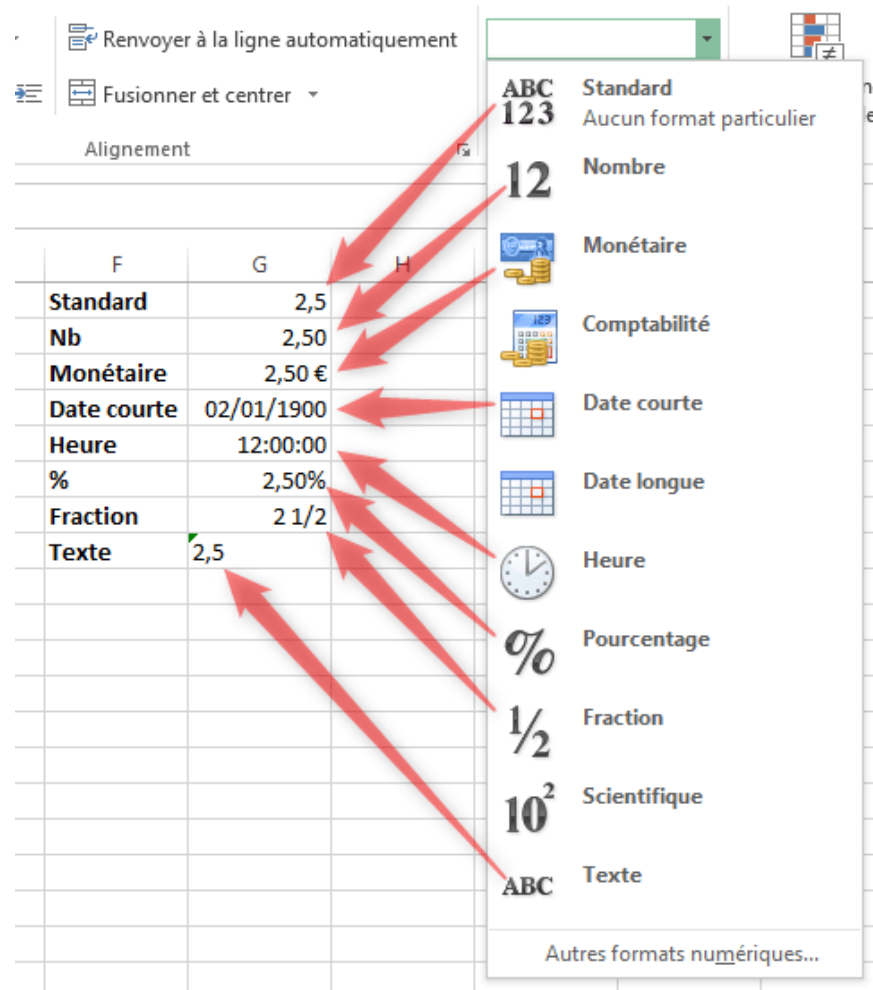 Renvoyer à la ligne automatiquement
Fusionner et centrer
Alignement
F G H
Standard 2,5
Nb 2,50
Monétaire 2,50 €
Date courte 02/01/1900
Heure 12:00:00
% 2,50%
Fraction 2 1/2
Texte 2,5
ABC
123
Standard
Aucun format particulier
12
Nombre
Monétaire
123
Comptabilité
Date courte
Date longue
Heure
%
Pourcentage
1/2
Fraction
10²
Scientifique
ABC
Texte
Autres formats numériques...